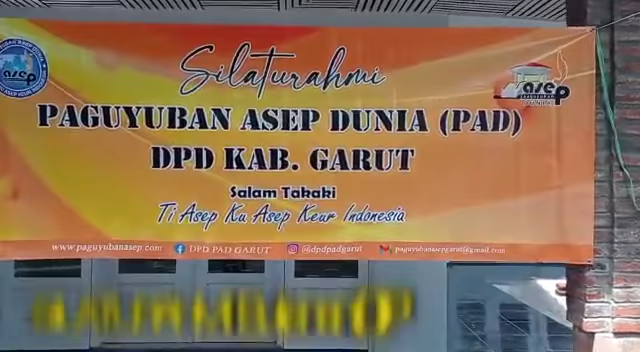 Silaturahmi
PAGUYUBAN ASEP DUNIA (PAD)
DPD KAB. GARUT
Salam Takaki
Ti Asep Ku Asep Keur Indonesia
www.paguyubanasep.com DPD PAD GARUT @dpdpadgarut paguyubanasepgarut@gmail.com
asep
asep